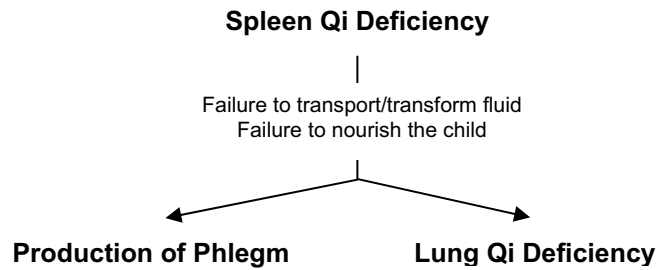 Spleen Qi Deficiency
Failure to transport/transform fluid
Failure to nourish the child
Production of Phlegm
Lung Qi Deficiency